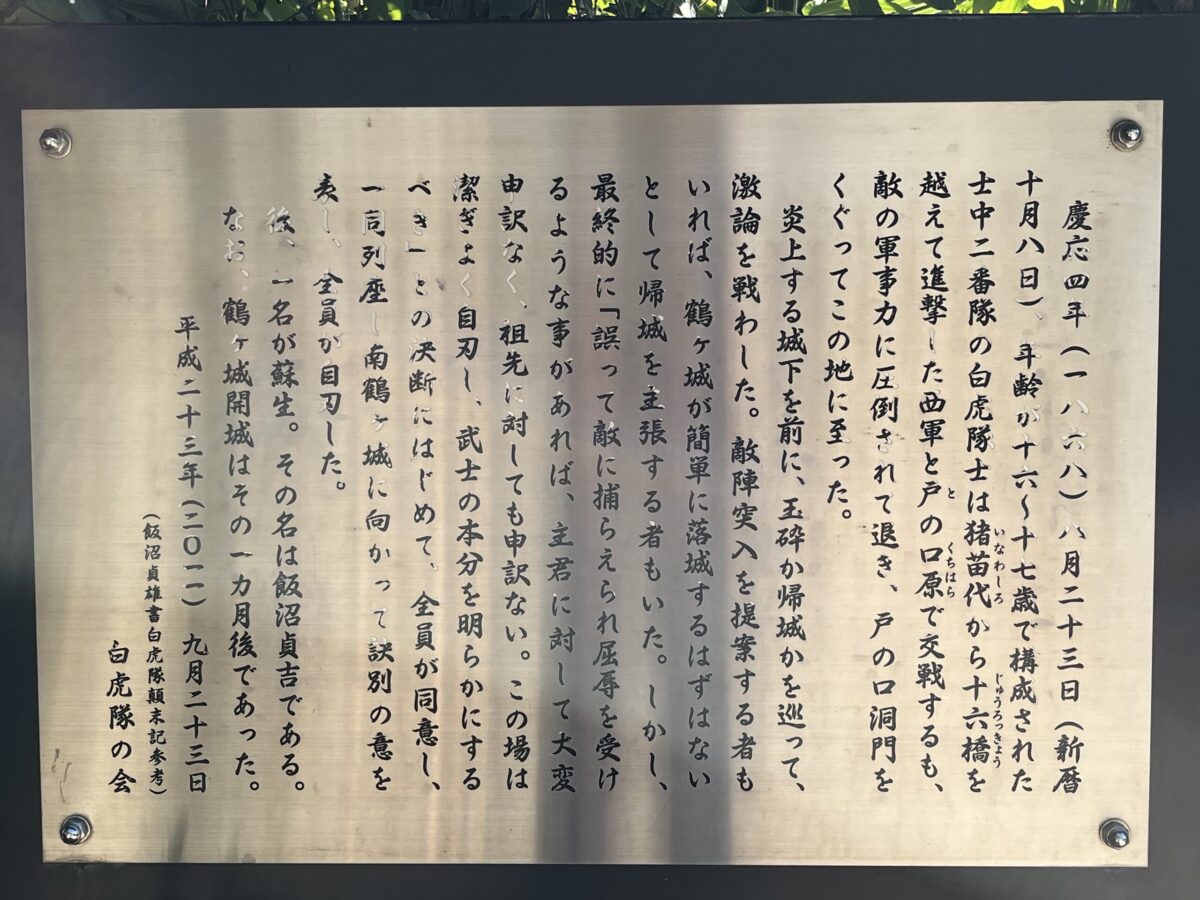 慶応四年（一八六八）八月二十三日（新暦
十月八日）、年齢が十六～十七歳で構成された
士中二番隊の白虎隊士は猪苗代から十六橋を
いなわしろ
じゅうろっきょう
越えて進撃した西軍と戸の口原で交戦するも、
と
くちはら
敵の軍事力に圧倒されて退き、戸の口洞門を
くぐってこの地に至った。
炎上する城下を前に、玉砕か帰城かを巡って、
激論を戦わした。敵陣突入を提案する者も
いれば、鶴ヶ城が簡単に落城するはずはない
として帰城を主張する者もいた。しかし、
最終的に「誤って敵に捕らえられ屈辱を受け
るような事があれば、主君に対して大変
申訳なく、祖先に対しても申訳ない。この場は
潔ぎよく自刃し、武士の本分を明らかにする
べき」との決断にはじめて、全員が同意し、
一同列座し南鶴ヶ城に向かって訣別の意を
表し、全員が自刃した。
後、一名が蘇生。その名は飯沼貞吉である。
なお、鶴ヶ城開城はその一カ月後であった。
平成二十三年（二〇一一）九月二十三日
（飯沼貞雄書白虎隊顛末記参考）
白虎隊の会